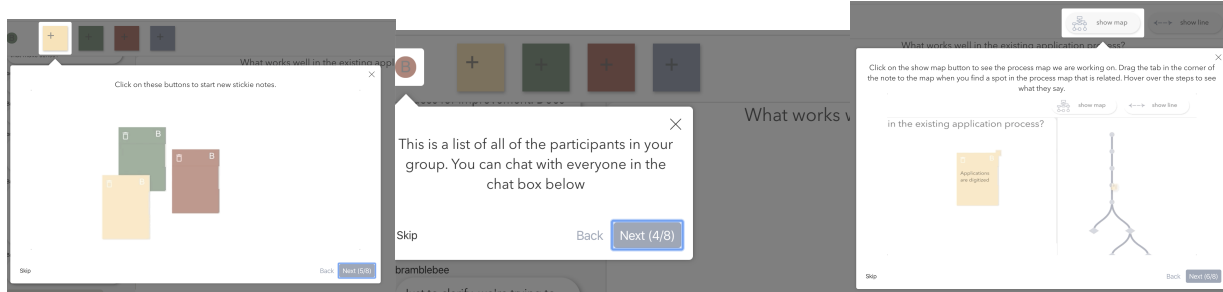 What works well in the existing appl
Click on these buttons to start new stickie notes.
B
B
B
Skip
Back
Next (5/8)
B
What works w
This is a list of all of the participants in your
group. You can chat with everyone in the
chat box below
Skip
Back
Next (4/8)
bramblebee
show map
show line
What works well in the existing application process?
Click on the show map button to see the process map we are working on. Drag the tab in the corner of
the note to the map when you find a spot in the process map that is related. Hover over the steps to see
what they say.
show map
show line
in the existing application process?
Applications
are digitized
Skip
Back
Next (6/8)